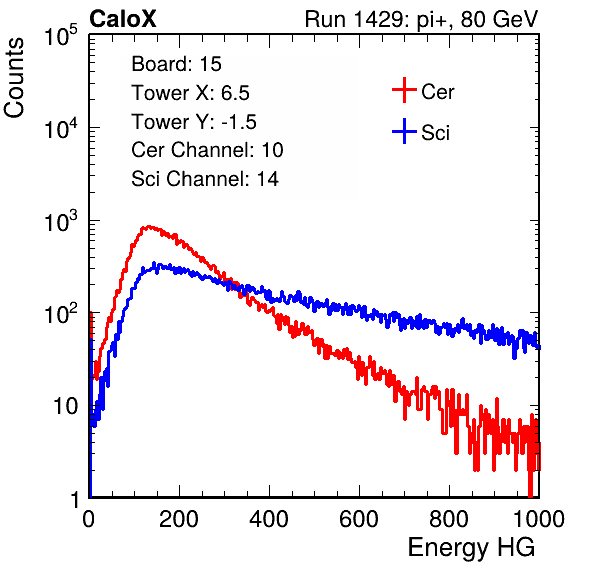 CaloX Run 1429: pi+, 80 GeV
Counts
Board: 15
Tower X: 6.5
Tower Y: -1.5
Cer Channel: 10
Sci Channel: 14
Cer
Sci
10^5
10^4
10^3
10^2
10
1
0 200 400 600 800 1000
Energy HG